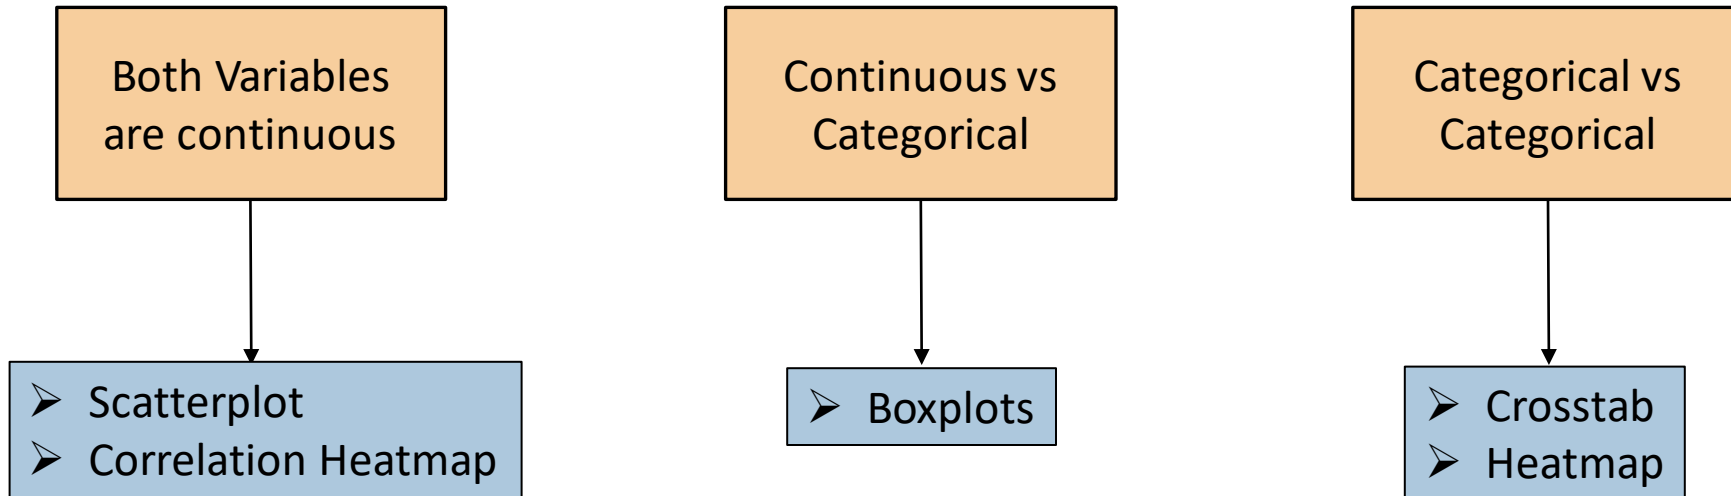 Both Variables
are continuous
Continuous vs
Categorical
Categorical vs
Categorical
➢ Scatterplot
➢ Correlation Heatmap
➢ Boxplots
➢ Crosstab
➢ Heatmap